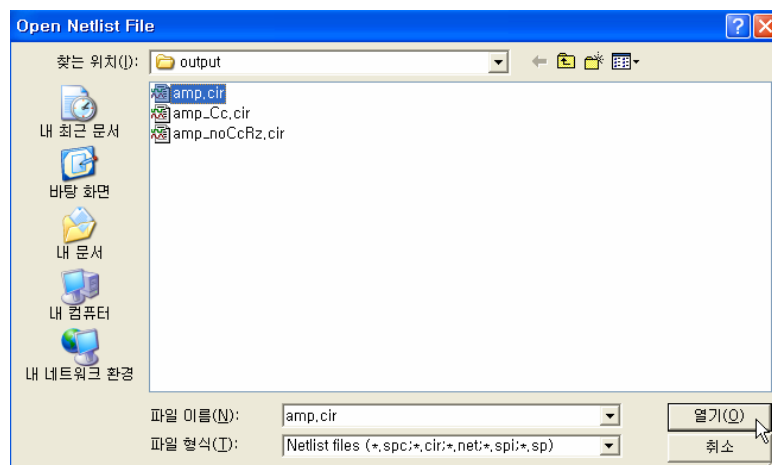 Open Netlist File
찾는 위치(I): output
amp.cir
amp_Cc.cir
amp_noCcRz.cir
내 최근 문서
바탕 화면
내 문서
내 컴퓨터
내 네트워크 환경
파일 이름(N): amp.cir 열기(O)
파일 형식(T): Netlist files (*.spc;*.cir;*.net;*.spi;*.sp) 취소